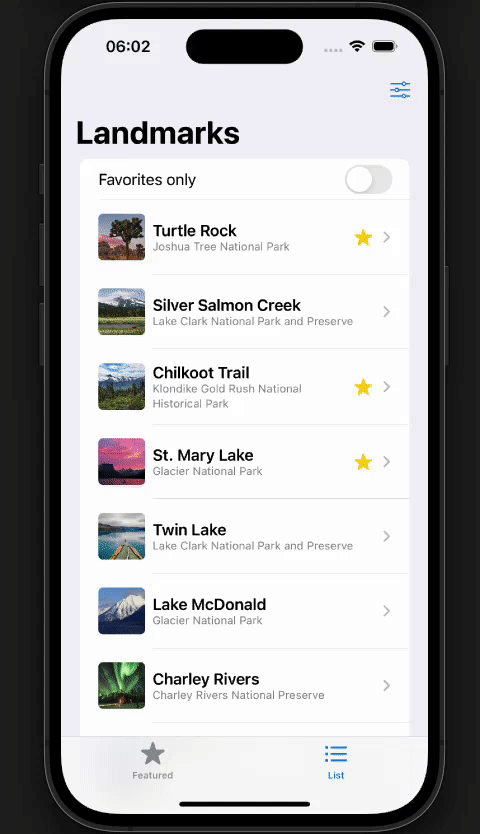 06:02
Landmarks
Favorites only
Turtle Rock
Joshua Tree National Park
Silver Salmon Creek
Lake Clark National Park and Preserve
Chilkoot Trail
Klondike Gold Rush National
Historical Park
St. Mary Lake
Glacier National Park
Twin Lake
Lake Clark National Park and Preserve
Lake McDonald
Glacier National Park
Charley Rivers
Charley Rivers National Preserve
Featured
List